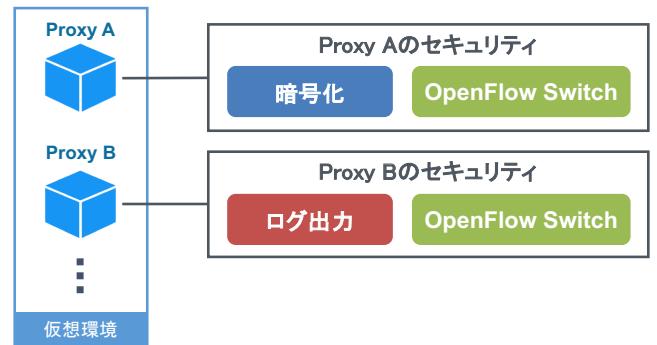 Proxy A
Proxy Aのセキュリティ
暗号化
OpenFlow Switch
Proxy B
Proxy Bのセキュリティ
ログ出力
OpenFlow Switch
仮想環境